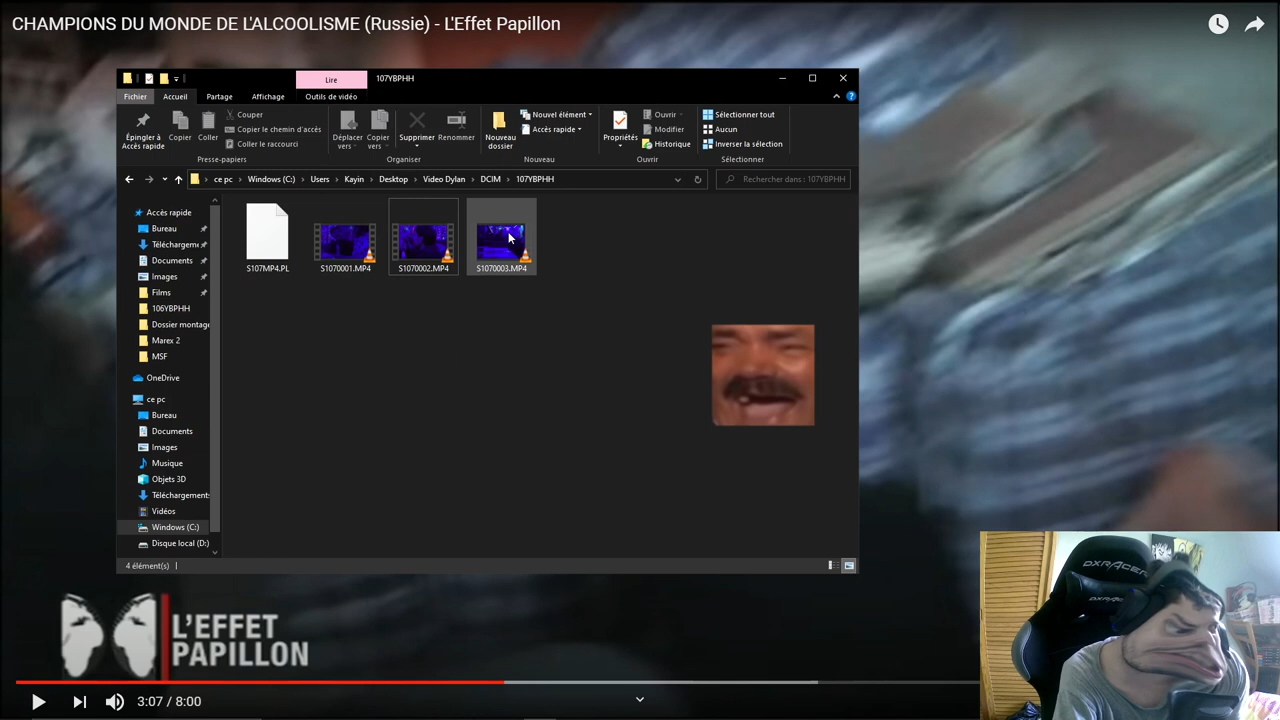 CHAMPIONS DU MONDE DE L'ALCOOLISME (Russie) - L'Effet Papillon
Lire
107YBPHH
Fichier
Accueil
Partage
Affichage
Outils de vidéo
Épingler à
Accès rapide
Copier
Coller
Couper
Copier le chemin d'accès
Coller le raccourci
Presse-papiers
Déplacer
vers
Copier
vers
Supprimer
Renommer
Organiser
Nouveau
dossier
Nouvel élément
Accès rapide
Nouveau
Propriétés
Ouvrir
Modifier
Historique
Ouvrir
Sélectionner tout
Aucun
Inverser la sélection
Sélectionner
ce pc > Windows (C:) > Users > Kayin > Desktop > Video Dylan > DCIM > 107YBPHH
Rechercher dans : 107YBPHH
Accès rapide
Bureau
Téléchargeme
Documents
Images
Films
106YBPHH
Dossier montag
Marex 2
MSF
OneDrive
ce pc
Bureau
Documents
Images
Musique
Objets 3D
Téléchargements
Vidéos
Windows (C:)
Disque local (D:)
S107MP4.PL
S1070001.MP4
S1070002.MP4
S1070003.MP4
4 élément(s)
DXRACER
L'EFFET
PAPILLON
3:07 / 8:00